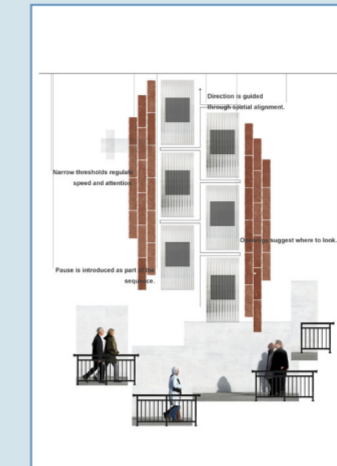 Direction is guided
through spatial alignment.
Narrow thresholds regulate
speed and attention.
Openings suggest where to look.
Pause is introduced as part of the
sequence.